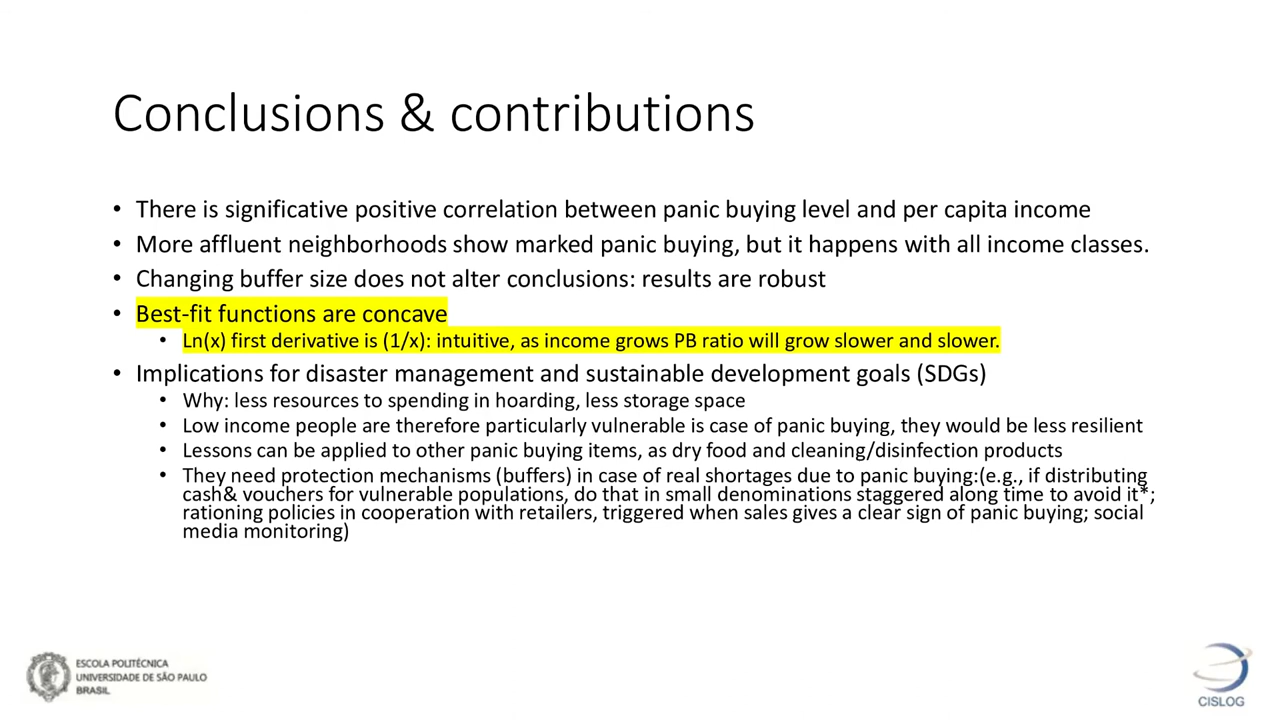 Conclusions & contributions
• There is significative positive correlation between panic buying level and per capita income
• More affluent neighborhoods show marked panic buying, but it happens with all income classes.
• Changing buffer size does not alter conclusions: results are robust
• Best-fit functions are concave
• Ln(x) first derivative is (1/x): intuitive, as income grows PB ratio will grow slower and slower.
• Implications for disaster management and sustainable development goals (SDGs)
• Why: less resources to spending in hoarding, less storage space
• Low income people are therefore particularly vulnerable is case of panic buying, they would be less resilient
• Lessons can be applied to other panic buying items, as dry food and cleaning/disinfection products
• They need protection mechanisms (buffers) in case of real shortages due to panic buying:(e.g., if distributing
cash& vouchers for vulnerable populations, do that in small denominations staggered along time to avoid it*;
rationing policies in cooperation with retailers, triggered when sales gives a clear sign of panic buying; social
media monitoring)
ESCOLA POLITÉCNICA
UNIVERSIDADE DE SÃO PAULO
BRASIL
CISLOG